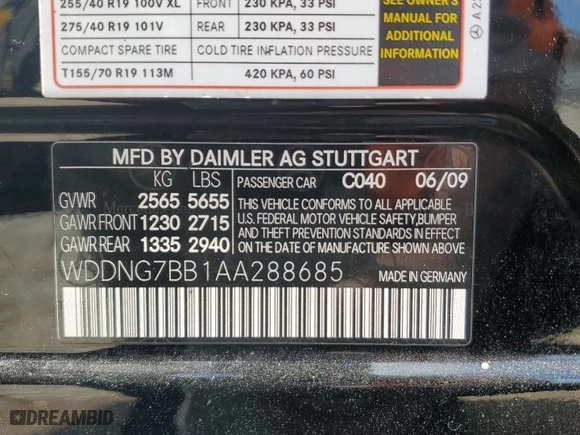 255/40 R19 100V XL FRONT 230 KPA, 33 PSI
275/40 R19 101V REAR 230 KPA, 33 PSI
COMPACT SPARE TIRE COLD TIRE INFLATION PRESSURE
T155/70 R19 113M 420 KPA, 60 PSI
SEE OWNER'S
MANUAL FOR
ADDITIONAL
INFORMATION
MFD BY DAIMLER AG STUTTGART
KG LBS PASSENGER CAR C040 06/09
GVWR 2565 5655
GAWR FRONT 1230 2715
GAWR REAR 1335 2940
THIS VEHICLE CONFORMS TO ALL APPLICABLE
U.S. FEDERAL MOTOR VEHICLE SAFETY,BUMPER
AND THEFT PREVENTION STANDARDS IN EFFECT
ON THE DATE OF MANUFACTURE SHOWN ABOVE.
WDDNG7BB1AA288685 MADE IN GERMANY
DREAMBID